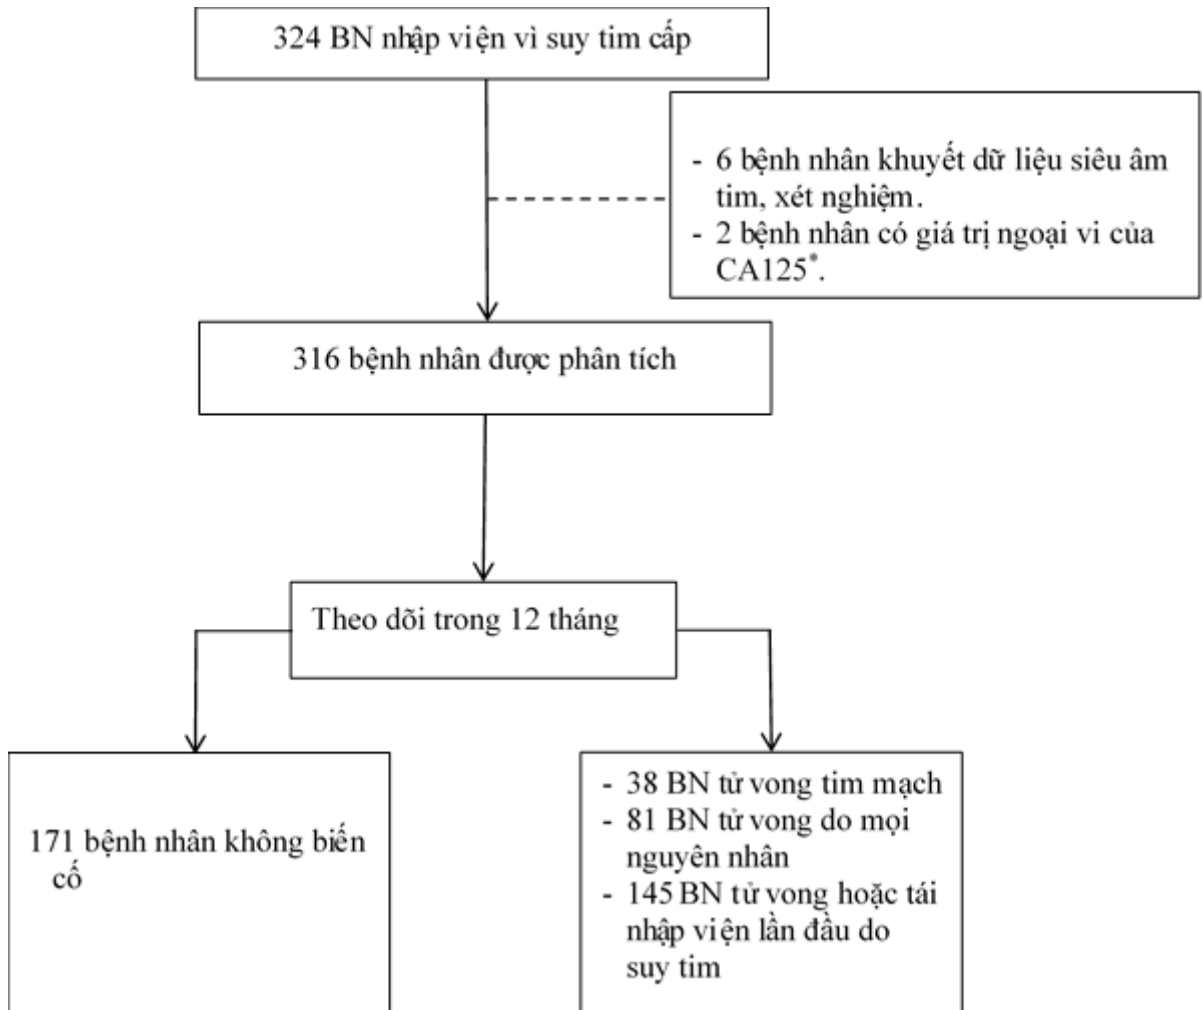 324 BN nhập viện vì suy tim cấp
- 6 bệnh nhân khuyết dữ liệu siêu âm
tim, xét nghiệm.
- 2 bệnh nhân có giá trị ngoại vi của
CA125*.
316 bệnh nhân được phân tích
Theo dõi trong 12 tháng
171 bệnh nhân không biến
cố
- 38 BN tử vong tim mạch
- 81 BN tử vong do mọi
nguyên nhân
- 145 BN tử vong hoặc tái
nhập viện lần đầu do
suy tim